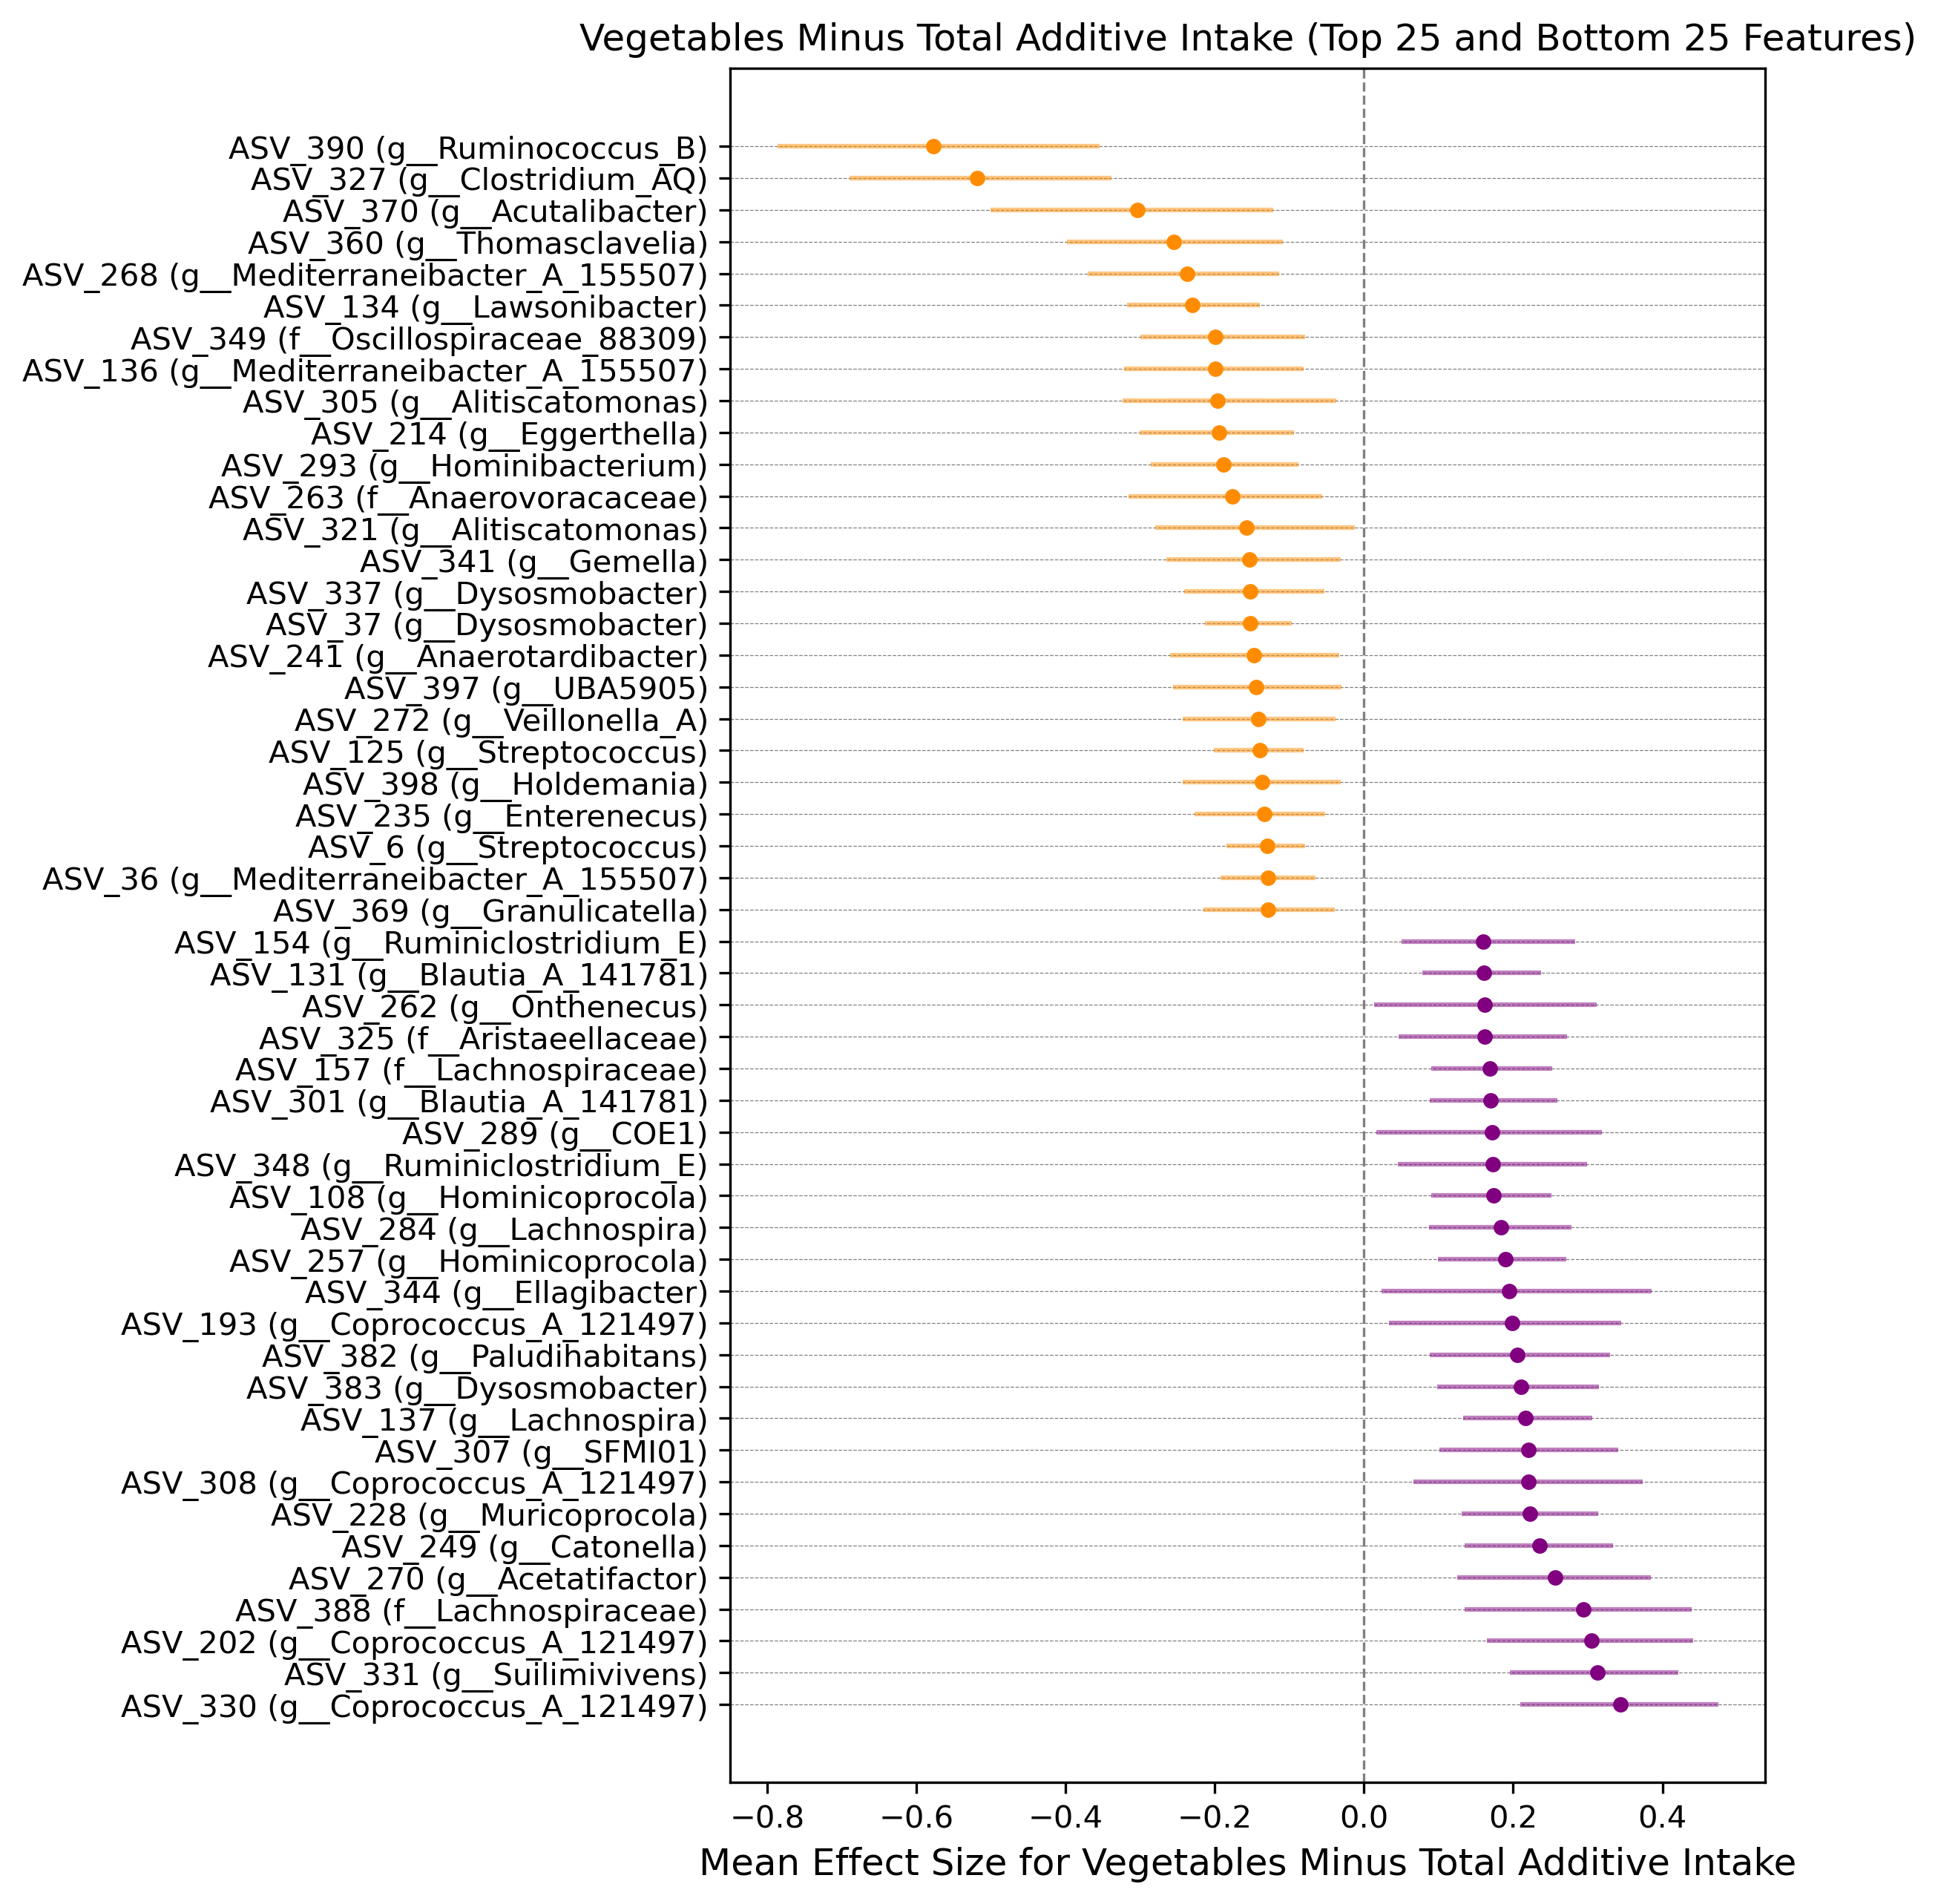 Vegetables Minus Total Additive Intake (Top 25 and Bottom 25 Features)
ASV_390 (g__Ruminococcus_B)
ASV_327 (g__Clostridium_AQ)
ASV_370 (g__Acutalibacter)
ASV_360 (g__Thomasclavelia)
ASV_268 (g__Mediterraneibacter_A_155507)
ASV_134 (g__Lawsonibacter)
ASV_349 (f__Oscillospiraceae_88309)
ASV_136 (g__Mediterraneibacter_A_155507)
ASV_305 (g__Alitiscatomonas)
ASV_214 (g__Eggerthella)
ASV_293 (g__Hominibacterium)
ASV_263 (f__Anaerovoracaceae)
ASV_321 (g__Alitiscatomonas)
ASV_341 (g__Gemella)
ASV_337 (g__Dysosmobacter)
ASV_37 (g__Dysosmobacter)
ASV_241 (g__Anaerotardibacter)
ASV_397 (g__UBA5905)
ASV_272 (g__Veillonella_A)
ASV_125 (g__Streptococcus)
ASV_398 (g__Holdemania)
ASV_235 (g__Enterenecus)
ASV_6 (g__Streptococcus)
ASV_36 (g__Mediterraneibacter_A_155507)
ASV_369 (g__Granulicatella)
ASV_154 (g__Ruminiclostridium_E)
ASV_131 (g__Blautia_A_141781)
ASV_262 (g__Onthenecus)
ASV_325 (f__Aristaeellaceae)
ASV_157 (f__Lachnospiraceae)
ASV_301 (g__Blautia_A_141781)
ASV_289 (g__COE1)
ASV_348 (g__Ruminiclostridium_E)
ASV_108 (g__Hominicoprocola)
ASV_284 (g__Lachnospira)
ASV_257 (g__Hominicoprocola)
ASV_344 (g__Ellagibacter)
ASV_193 (g__Coprococcus_A_121497)
ASV_382 (g__Paludihabitans)
ASV_383 (g__Dysosmobacter)
ASV_137 (g__Lachnospira)
ASV_307 (g__SFMI01)
ASV_308 (g__Coprococcus_A_121497)
ASV_228 (g__Muricoprocola)
ASV_249 (g__Catonella)
ASV_270 (g__Acetatifactor)
ASV_388 (f__Lachnospiraceae)
ASV_202 (g__Coprococcus_A_121497)
ASV_331 (g__Suilimivivens)
ASV_330 (g__Coprococcus_A_121497)
−0.8 −0.6 −0.4 −0.2 0.0 0.2 0.4
Mean Effect Size for Vegetables Minus Total Additive Intake